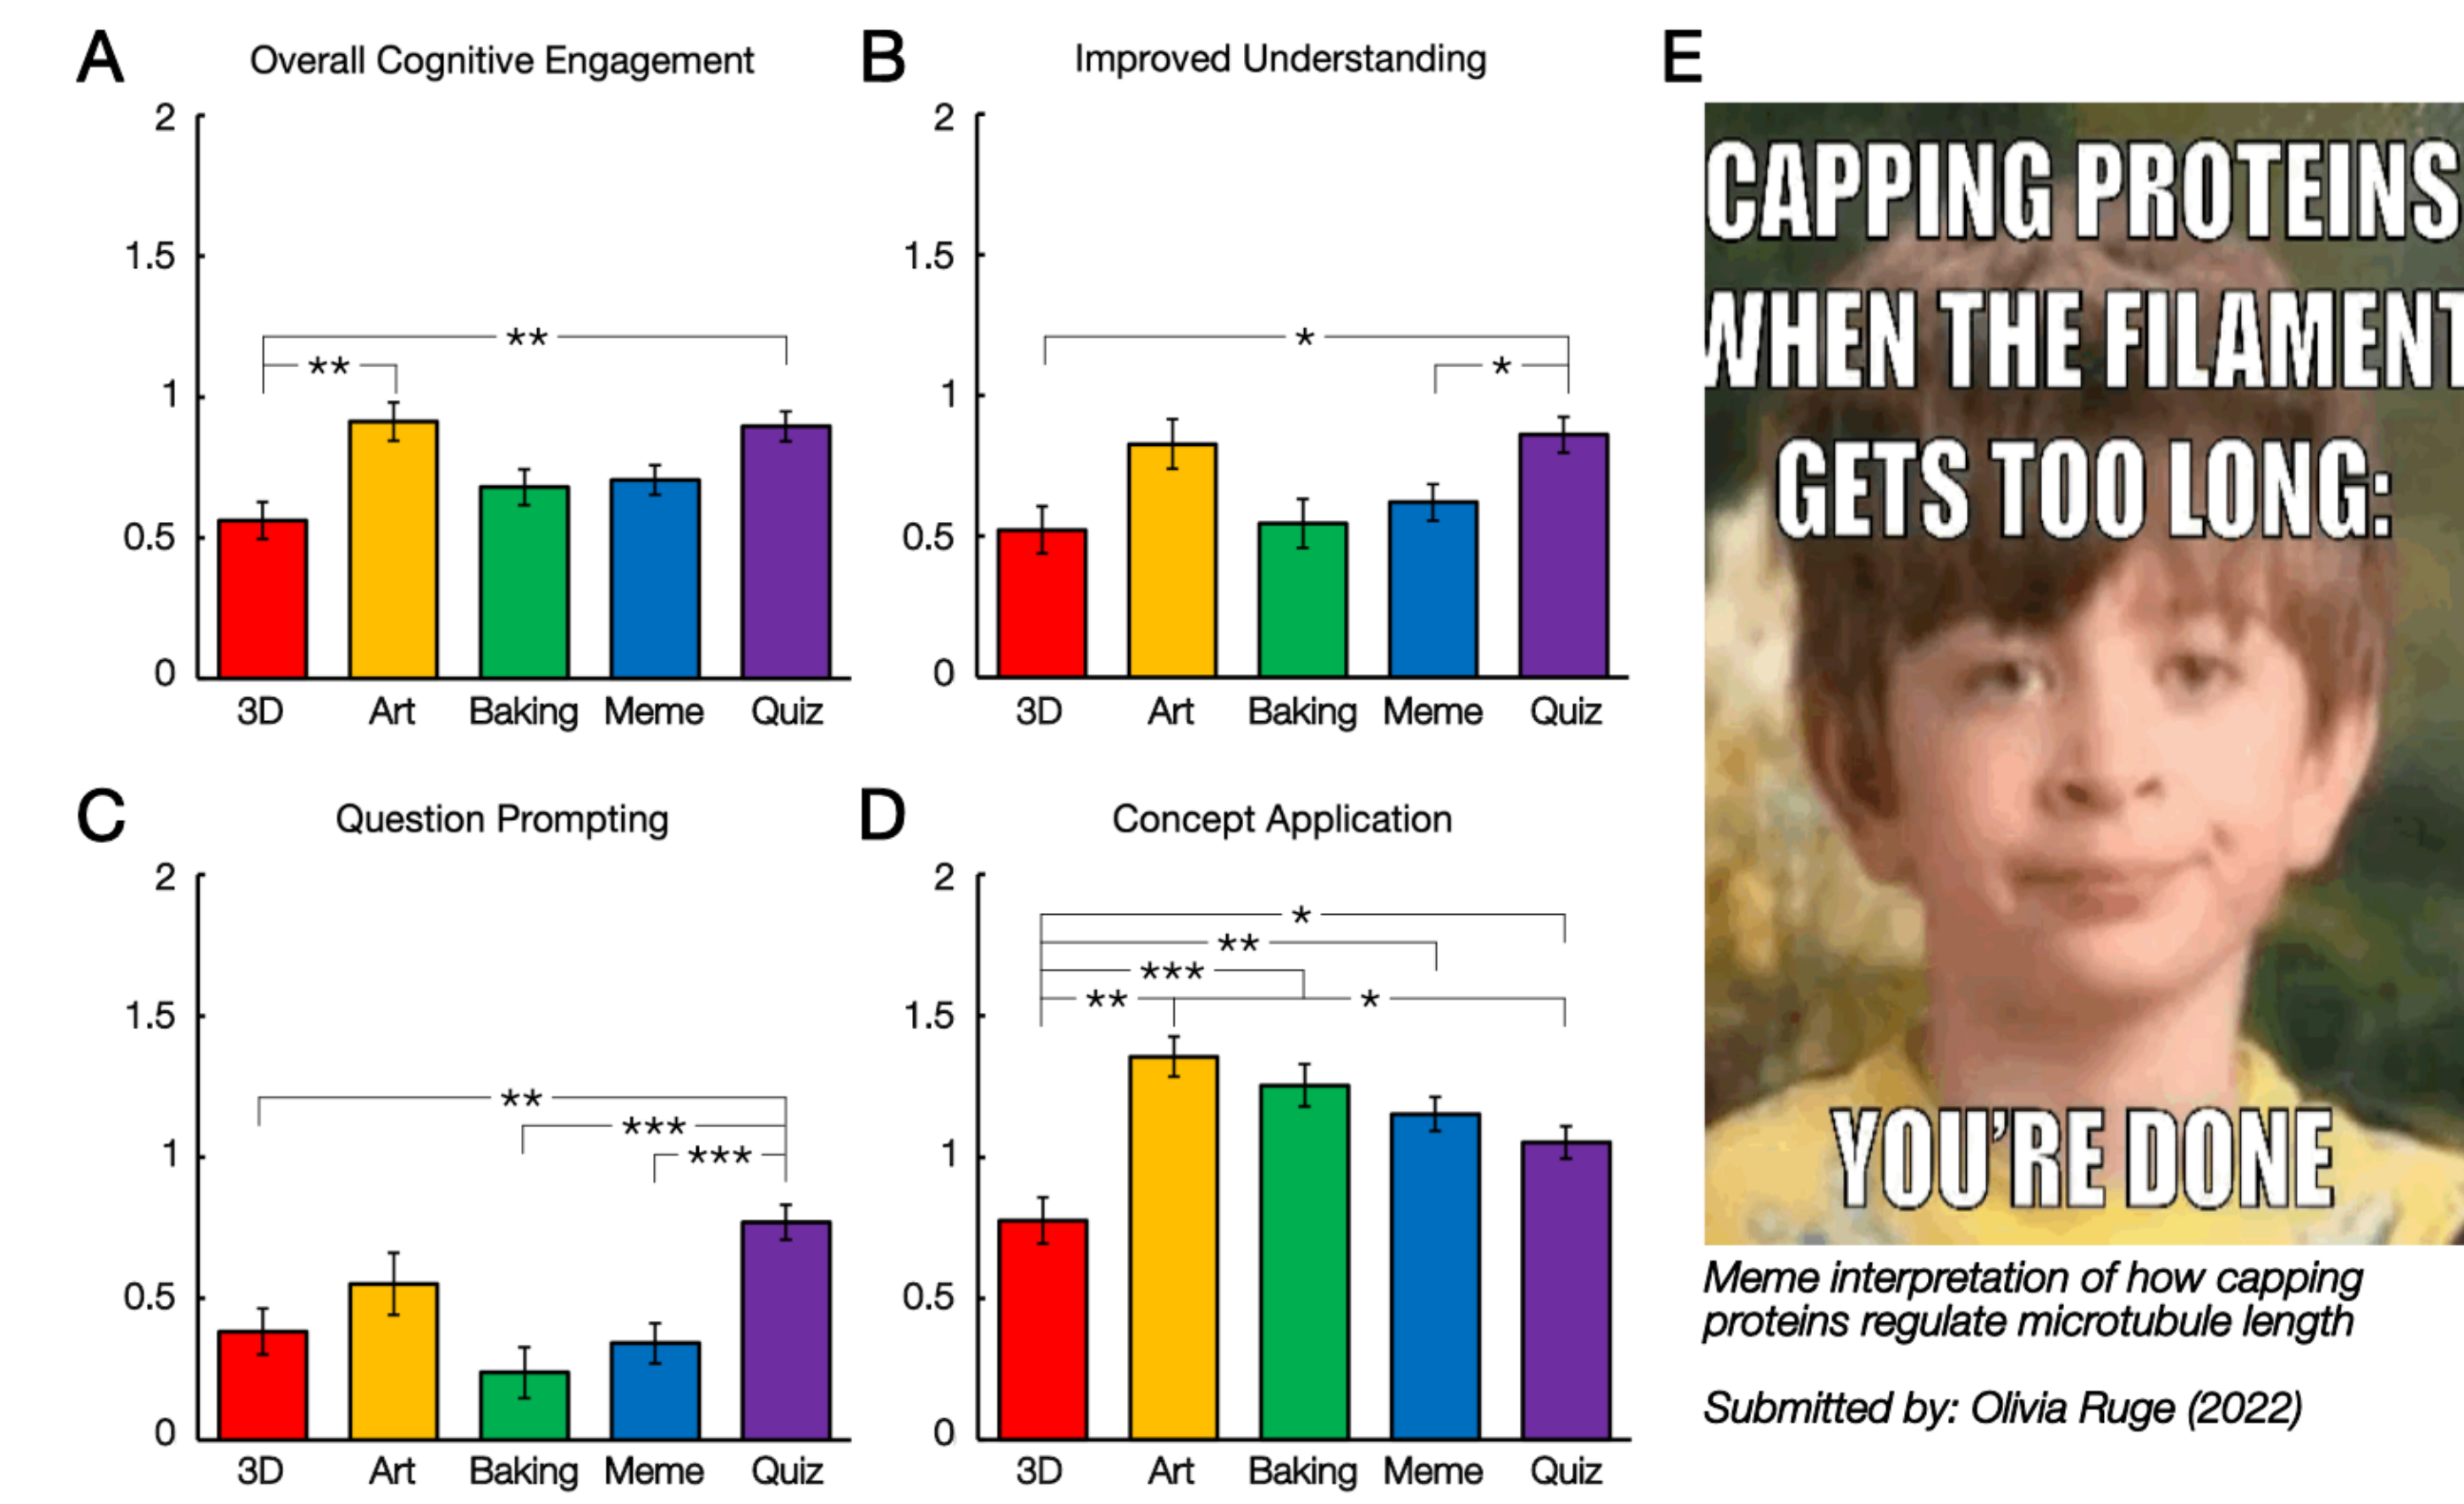 A
Overall Cognitive Engagement
2
1.5
1
0.5
0
**
**
3D Art Baking Meme Quiz
B
Improved Understanding
2
1.5
1
0.5
0
*
*
3D Art Baking Meme Quiz
C
Question Prompting
2
1.5
1
0.5
0
**
***
***
3D Art Baking Meme Quiz
D
Concept Application
2
1.5
1
0.5
0
*
**
***
** *
3D Art Baking Meme Quiz
E
CAPPING PROTEINS
WHEN THE FILAMENT
GETS TOO LONG:
YOU'RE DONE
Meme interpretation of how capping
proteins regulate microtubule length
Submitted by: Olivia Ruge (2022)